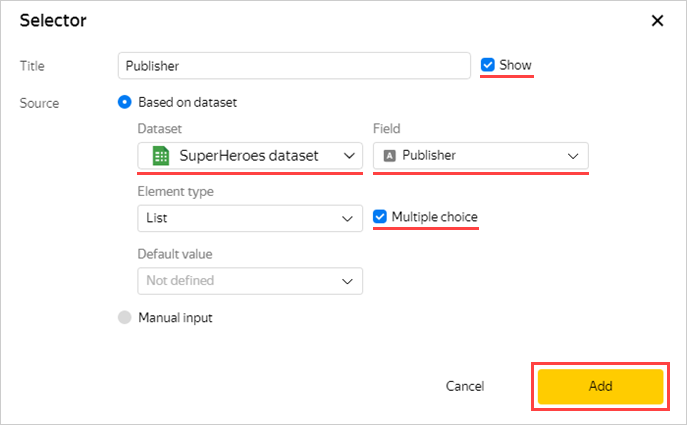 Selector
Title
Publisher
Show
Source
Based on dataset
Dataset
Field
SuperHeroes dataset
A Publisher
Element type
List
Multiple choice
Default value
Not defined
Manual input
Cancel
Add